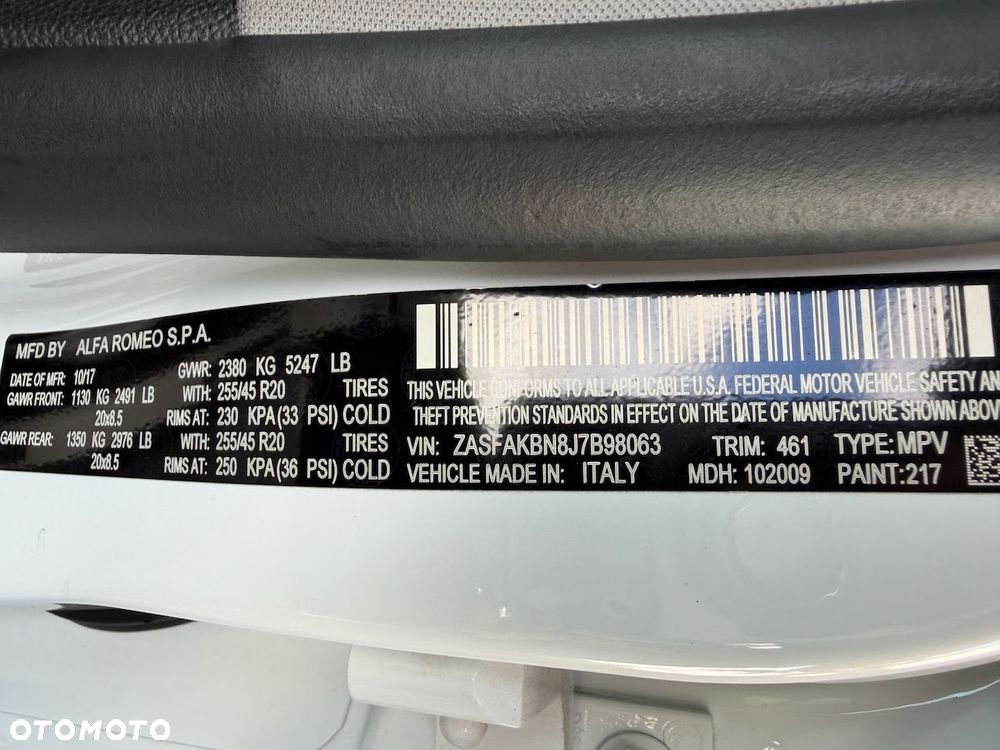 MFD BY ALFA ROMEO S.P.A.
DATE OF MFR: 10/17 GVWR: 2380 KG 5247 LB
GAWR FRONT: 1130 KG 2491 LB WITH: 255/45 R20 TIRES
20x8.5 RIMS AT: 230 KPA(33 PSI) COLD
GAWR REAR: 1350 KG 2976 LB WITH: 255/45 R20 TIRES
20x8.5 RIMS AT: 250 KPA (36 PSI) COLD
THIS VEHICLE CONFORMS TO ALL APPLICABLE U.S.A. FEDERAL MOTOR VEHICLE SAFETY AN
THEFT PREVENTION STANDARDS IN EFFECT ON THE DATE OF MANUFACTURE SHOWN ABOVE
VIN: ZASFAKBN8J7B98063 TRIM: 461 TYPE: MPV
VEHICLE MADE IN: ITALY MDH: 102009 PAINT:217
OTOMOTO